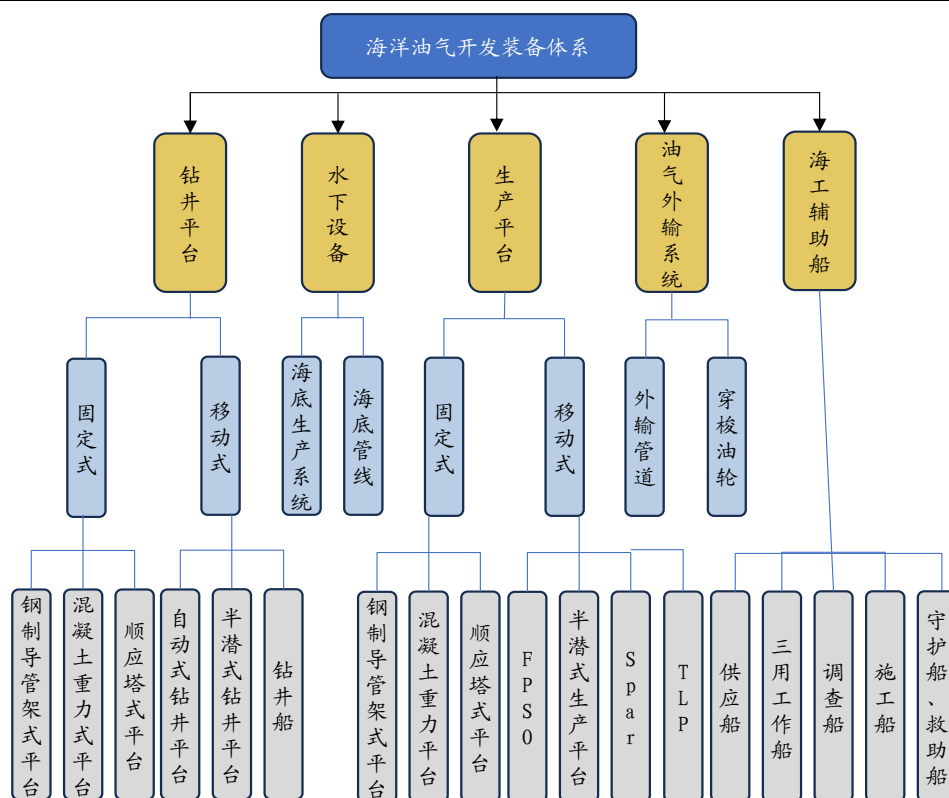 海洋油气开发装备体系
钻井平台
水下设备
生产平台
油气外输系统
海工辅助船
固定式
移动式
海底生产系统
海底管线
固定式
移动式
外输管道
穿梭油轮
钢制导管架式平台
混凝土重力式平台
顺应塔式平台
自动式钻井平台
半潜式钻井平台
钻井船
钢制导管架式平台
混凝土重力平台
顺应塔式平台
FPSO
半潜式生产平台
Spar
TLP
供应船
三用工作船
调查船
施工船
守护船、救助船